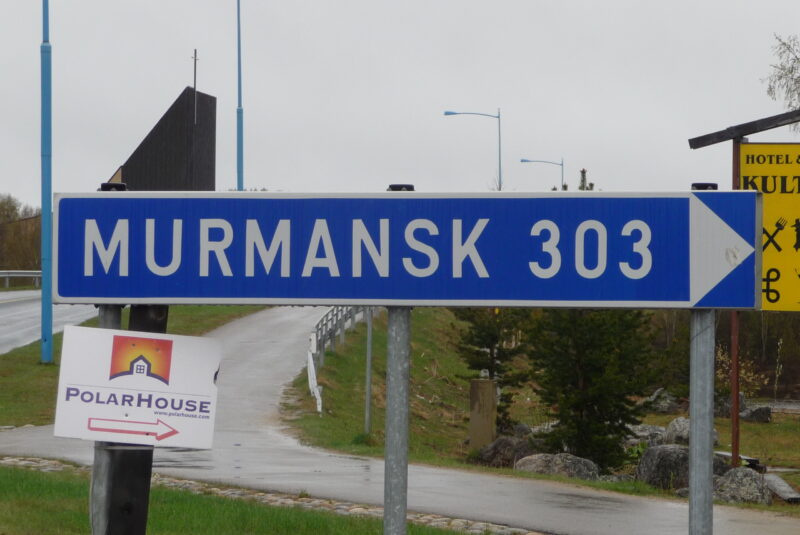 HOTEL &
KULT
MURMANSK 303
POLARHOUSE
www.polarhouse.com